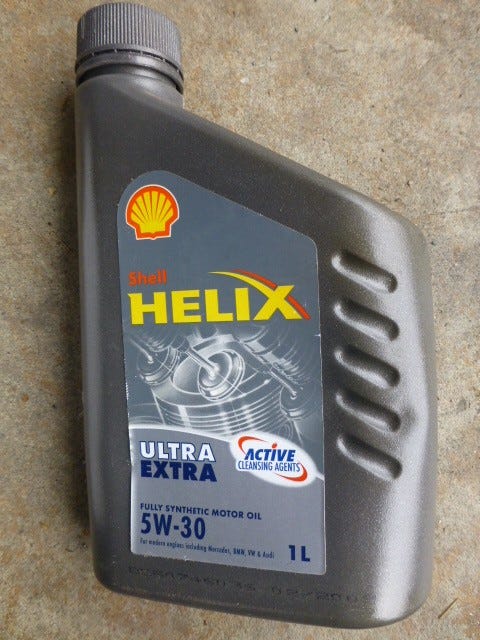 Shell
HELIX
ULTRA
EXTRA
ACTIVE
CLEANSING AGENTS
FULLY SYNTHETIC MOTOR OIL
5W-30
For modern engines including Mercedes, BMW, VW & Audi
1L